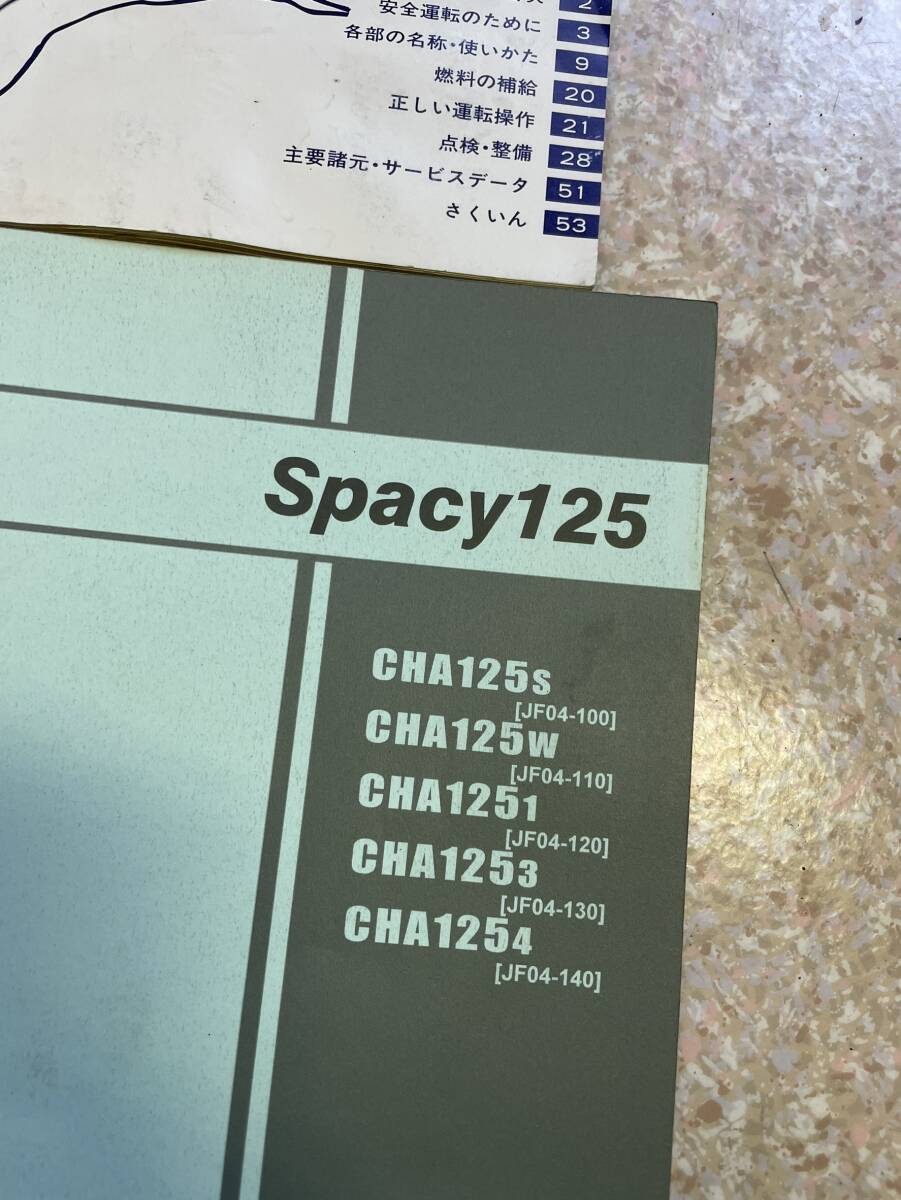 2
安全運転のために 3
各部の名称・使いかた 9
燃料の補給 20
正しい運転操作 21
点検・整備 28
主要諸元・サービスデータ 51
さくいん 53
Spacy125
CHA125S
[JF04-100]
CHA125W
[JF04-110]
CHA1251
[JF04-120]
CHA1253
[JF04-130]
CHA1254
[JF04-140]